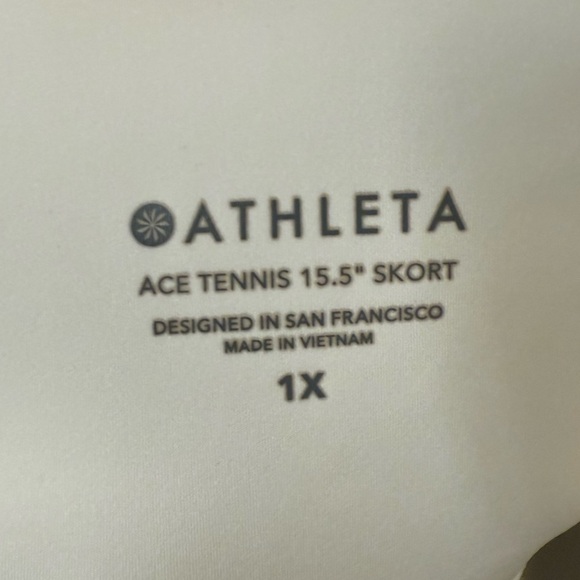 ATHLETA
ACE TENNIS 15.5" SKORT
DESIGNED IN SAN FRANCISCO
MADE IN VIETNAM
1X